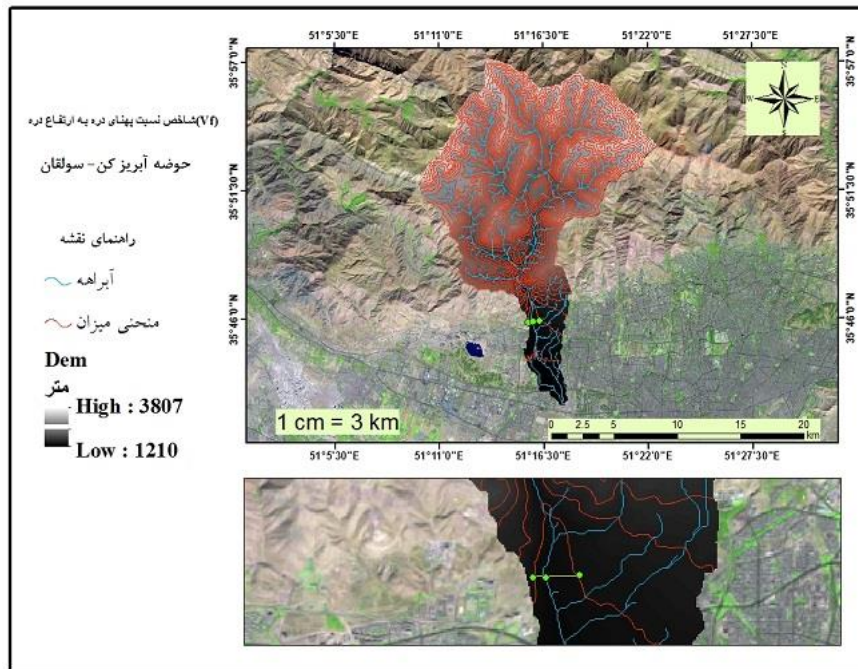 51°5'30"E 51°11'0"E 51°16'30"E 51°22'0"E 51°27'30"E
35°57'0"N
35°51'30"N
35°46'0"N
35°57'0"N
35°51'30"N
35°46'0"N
N
W E
S
شاخص نسبت پهنای دره به ارتفاع دره(Vf)
حوضه آبریز کن - سولقان
راهنمای نقشه
آبراهه
منحنی میزان
Dem
متر
High : 3807
Low : 1210
1 cm = 3 km
0 1.25 2.5 5 10 15 20
km
51°5'30"E 51°11'0"E 51°16'30"E 51°22'0"E 51°27'30"E